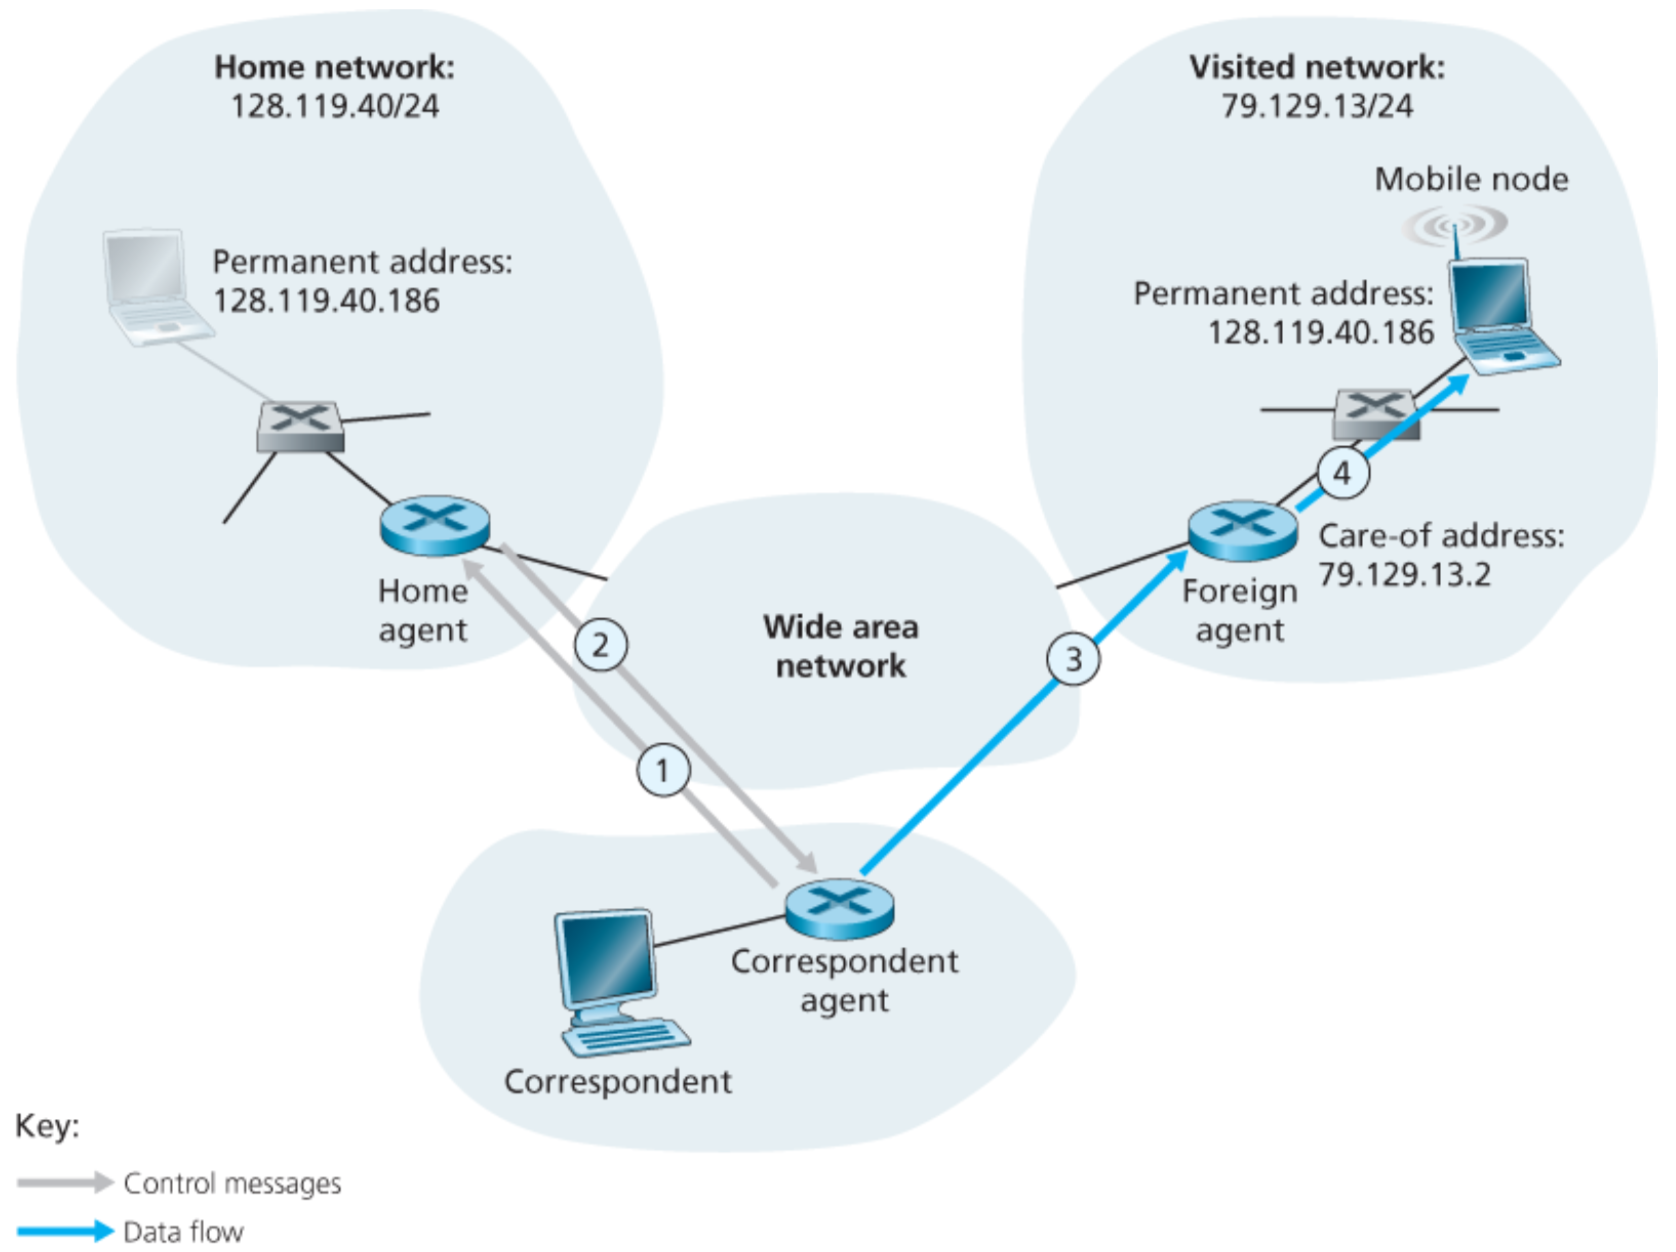 Home network:
128.119.40/24
Visited network:
79.129.13/24
Mobile node
Permanent address:
128.119.40.186
Permanent address:
128.119.40.186
4
Home
agent
Foreign
agent
Care-of address:
79.129.13.2
Wide area
network
2
3
1
Correspondent
agent
Correspondent
Key:
Control messages
Data flow